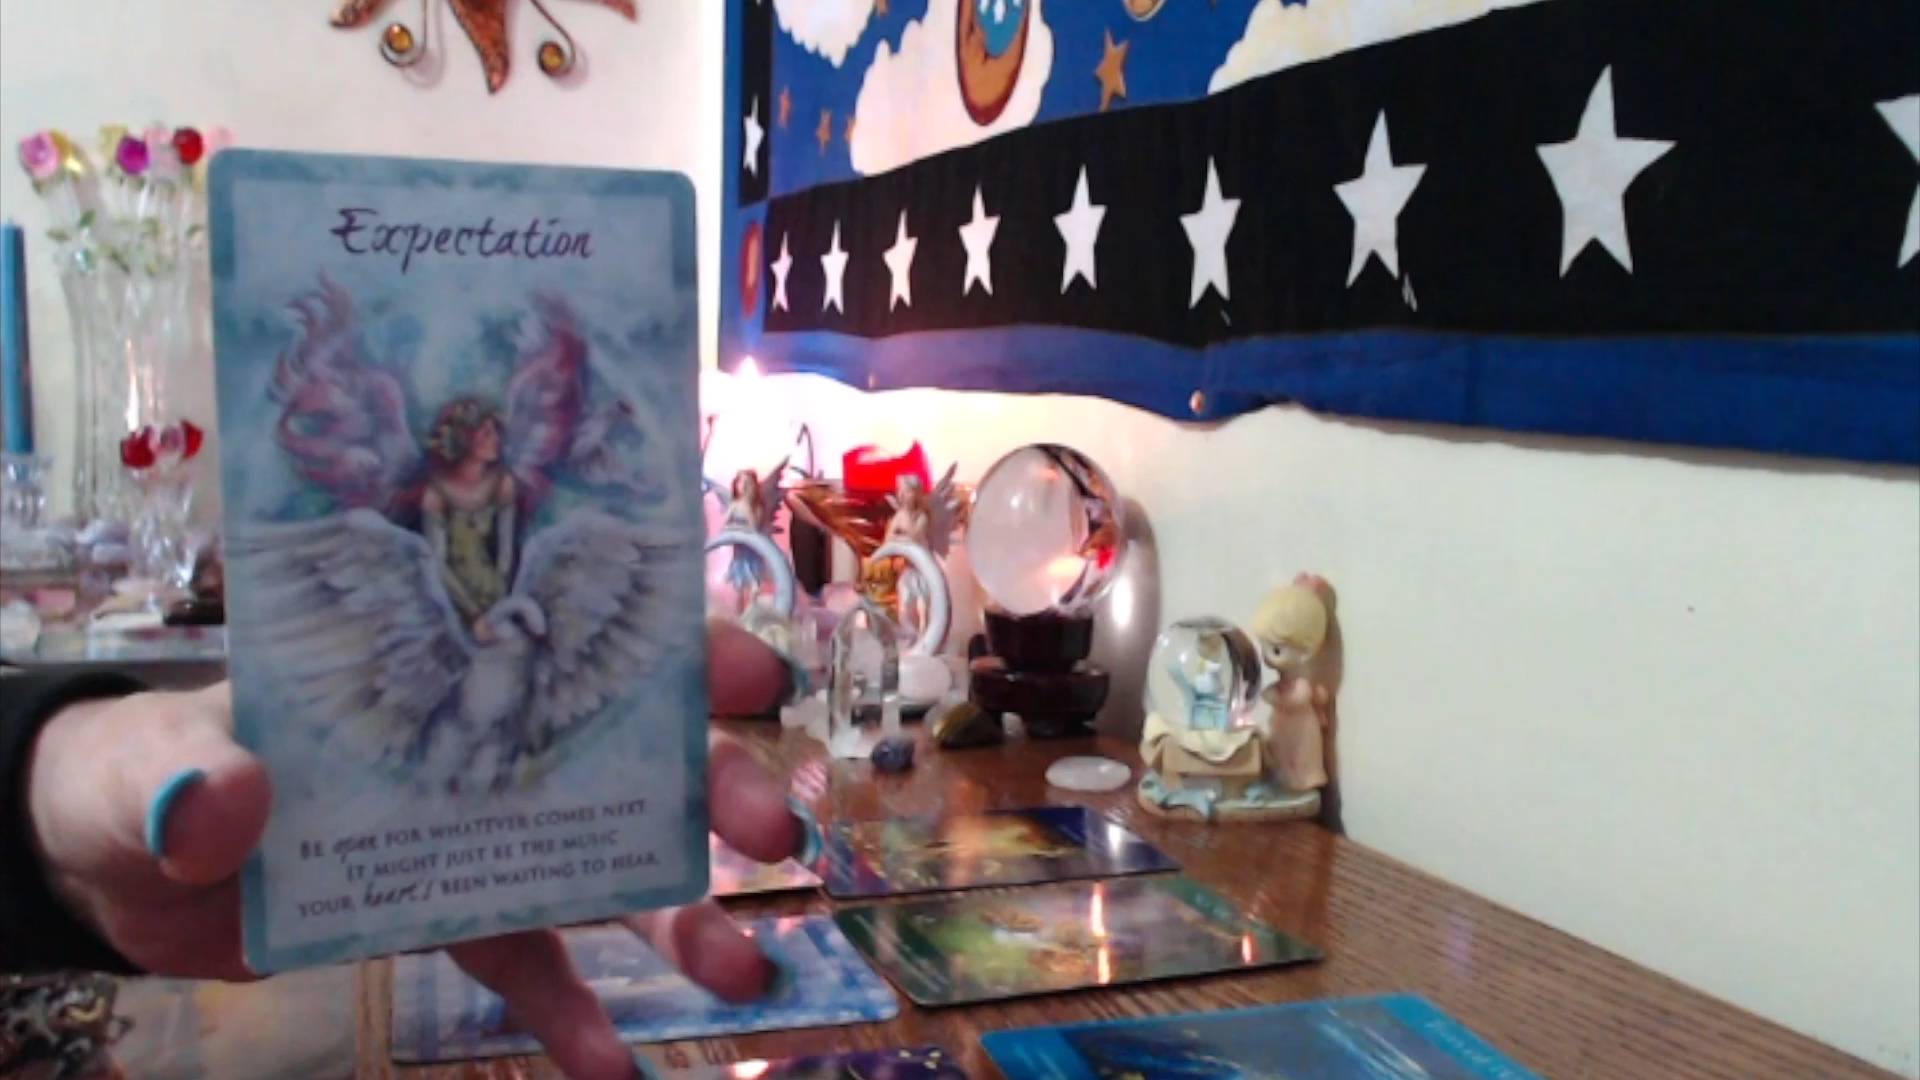 Expectation
BE open FOR WHATEVER COMES NEXT.
IT MIGHT JUST BE THE MUSIC
YOUR heart's BEEN WAITING TO HEAR.